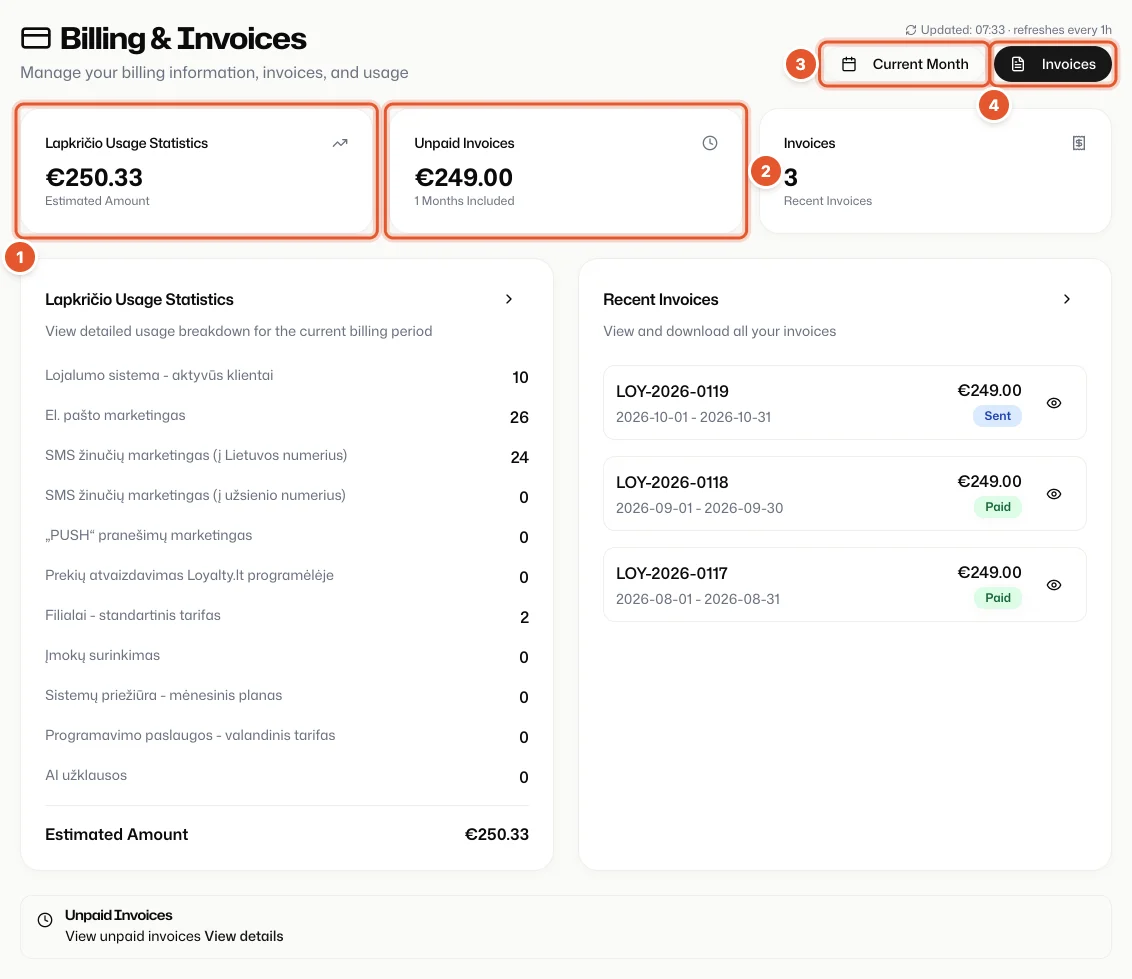 Billing & Invoices
Manage your billing information, invoices, and usage
Updated: 07:33 · refreshes every 1h
3
Current Month
Invoices
4
Lapkričio Usage Statistics
€250.33
Estimated Amount
1
Unpaid Invoices
€249.00
1 Months Included
2
Invoices
3
Recent Invoices
Lapkričio Usage Statistics
View detailed usage breakdown for the current billing period
Lojalumo sistema - aktyvūs klientai 10
El. pašto marketingas 26
SMS žinučių marketingas (į Lietuvos numerius) 24
SMS žinučių marketingas (į užsienio numerius) 0
„PUSH“ pranešimų marketingas 0
Prekių atvaizdavimas Loyalty.lt programėlėje 0
Filialai - standartinis tarifas 2
Įmokų surinkimas 0
Sistemų priežiūra - mėnesinis planas 0
Programavimo paslaugos - valandinis tarifas 0
AI užklausos 0
Estimated Amount €250.33
Recent Invoices
View and download all your invoices
LOY-2026-0119 €249.00
2026-10-01 - 2026-10-31 Sent
LOY-2026-0118 €249.00
2026-09-01 - 2026-09-30 Paid
LOY-2026-0117 €249.00
2026-08-01 - 2026-08-31 Paid
Unpaid Invoices
View unpaid invoices View details